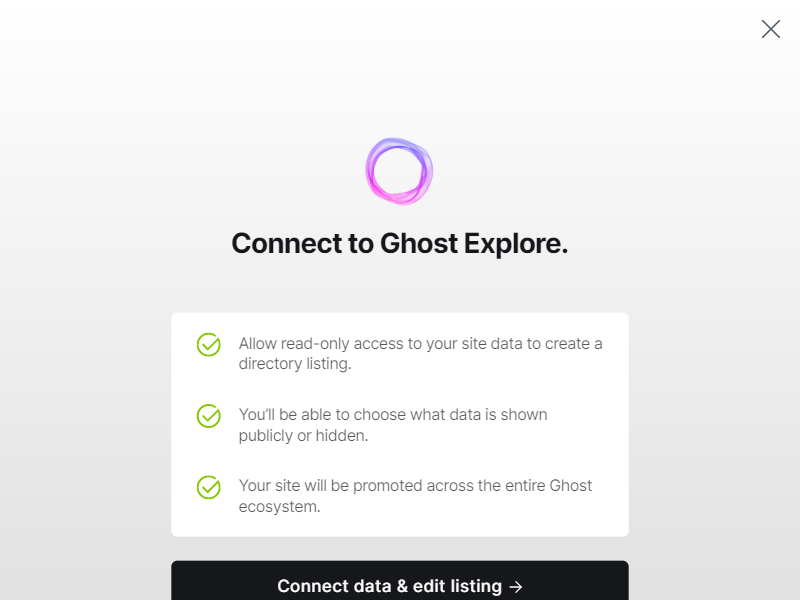 Connect to Ghost Explore.
Allow read-only access to your site data to create a
directory listing.
You’ll be able to choose what data is shown
publicly or hidden.
Your site will be promoted across the entire Ghost
ecosystem.
Connect data & edit listing →